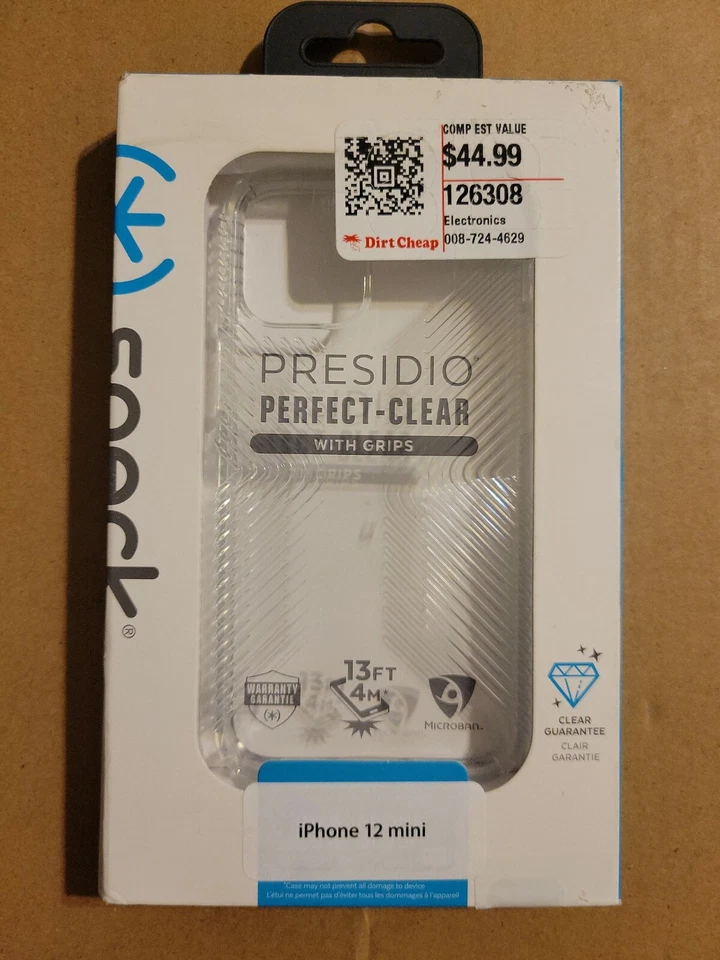 COMP EST VALUE
$44.99
126308
Electronics
008-724-4629
Dirt Cheap
speck®
PRESIDIO®
PERFECT-CLEAR
WITH GRIPS
GRIPS
WARRANTY
GARANTIE
13FT
4M*
MICROBAN
CLEAR
GUARANTEE
CLAIR
GARANTIE
iPhone 12 mini
*Case may not prevent all damage to device
L'étui ne permet pas d'éviter tous les dommages à l'appareil